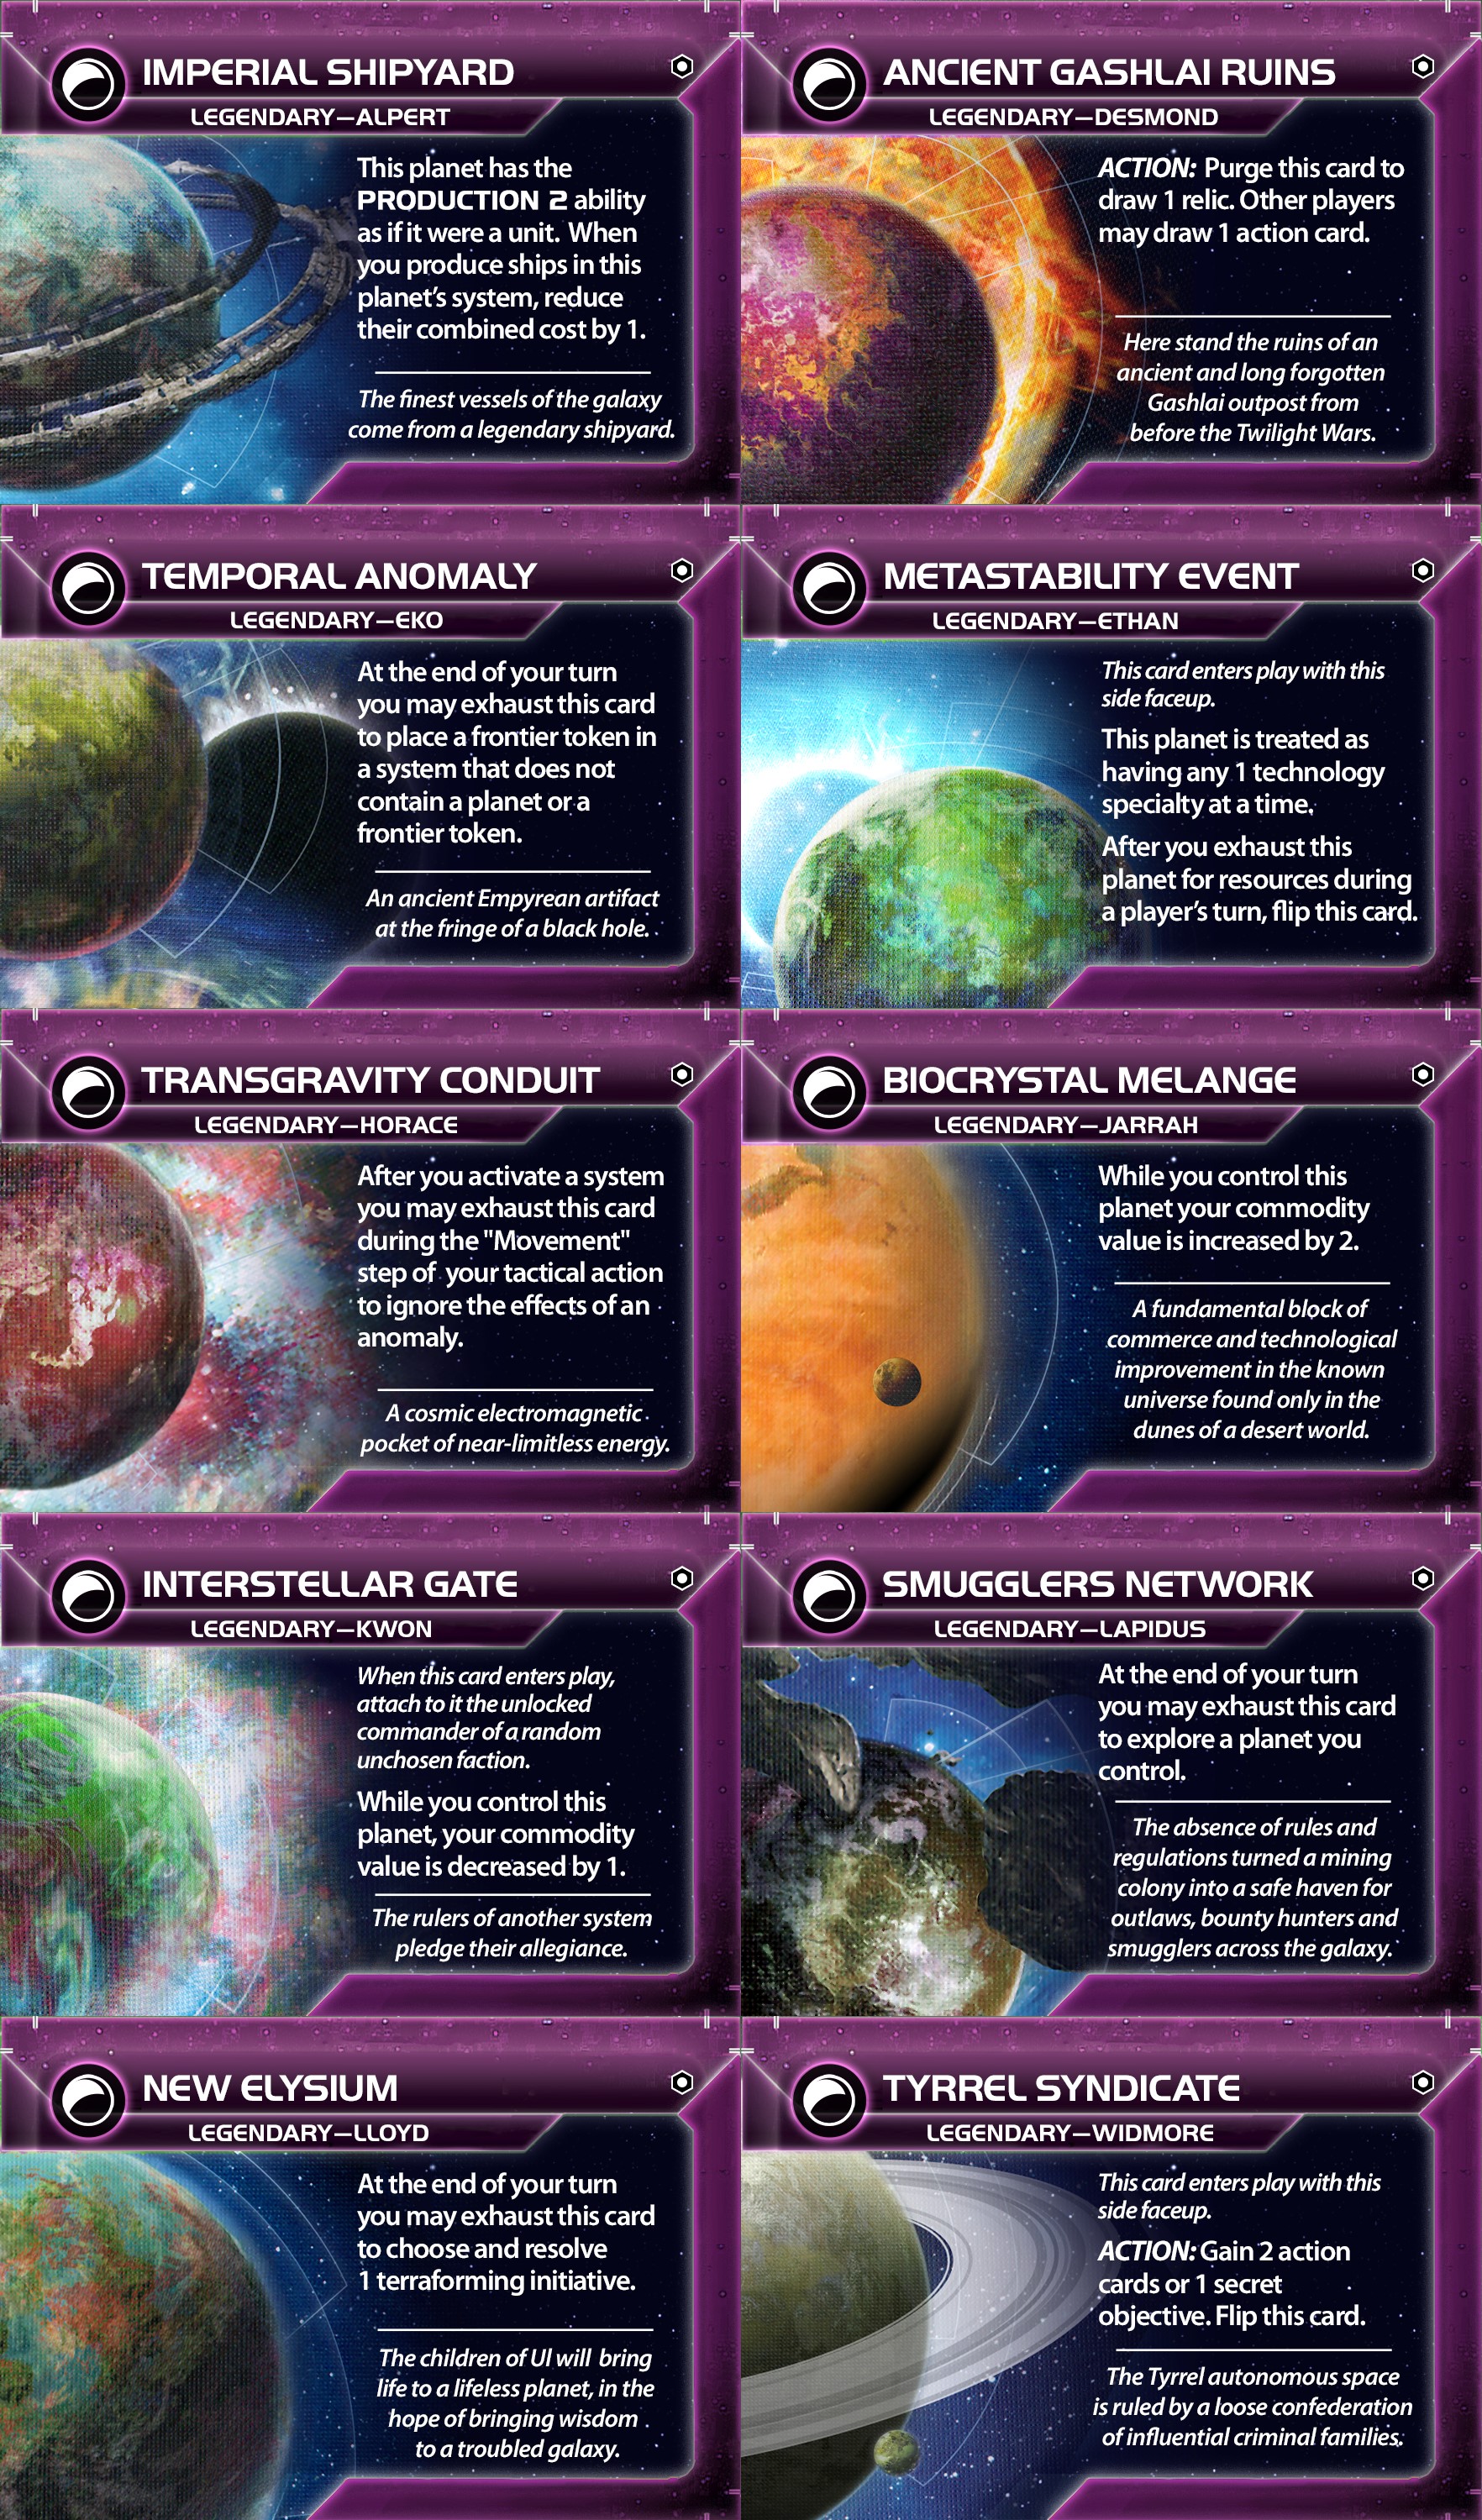 IMPERIAL SHIPYARD
LEGENDARY—ALPERT
This planet has the
PRODUCTION 2 ability
as if it were a unit. When
you produce ships in this
planet's system, reduce
their combined cost by 1.
The finest vessels of the galaxy
come from a legendary shipyard.
ANCIENT GASHLAI RUINS
LEGENDARY—DESMOND
ACTION: Purge this card to
draw 1 relic. Other players
may draw 1 action card.
Here stand the ruins of an
ancient and long forgotten
Gashlai outpost from
before the Twilight Wars.
TEMPORAL ANOMALY
LEGENDARY—EKO
At the end of your turn
you may exhaust this card
to place a frontier token in
a system that does not
contain a planet or a
frontier token.
An ancient Empyrean artifact
at the fringe of a black hole.
METASTABILITY EVENT
LEGENDARY—ETHAN
This card enters play with this
side faceup.
This planet is treated as
having any 1 technology
specialty at a time.
After you exhaust this
planet for resources during
a player's turn, flip this card.
TRANSGRAVITY CONDUIT
LEGENDARY—HORACE
After you activate a system
you may exhaust this card
during the "Movement"
step of your tactical action
to ignore the effects of an
anomaly.
A cosmic electromagnetic
pocket of near-limitless energy.
BIOCRYSTAL MELANGE
LEGENDARY—JARRAH
While you control this
planet your commodity
value is increased by 2.
A fundamental block of
commerce and technological
improvement in the known
universe found only in the
dunes of a desert world.
INTERSTELLAR GATE
LEGENDARY—KWON
When this card enters play,
attach to it the unlocked
commander of a random
unchosen faction.
While you control this
planet, your commodity
value is decreased by 1.
The rulers of another system
pledge their allegiance.
SMUGGLERS NETWORK
LEGENDARY—LAPIDUS
At the end of your turn
you may exhaust this card
to explore a planet you
control.
The absence of rules and
regulations turned a mining
colony into a safe haven for
outlaws, bounty hunters and
smugglers across the galaxy.
NEW ELYSIUM
LEGENDARY—LLOYD
At the end of your turn
you may exhaust this card
to choose and resolve
1 terraforming initiative.
The children of Ul will bring
life to a lifeless planet, in the
hope of bringing wisdom
to a troubled galaxy.
TYRREL SYNDICATE
LEGENDARY—WIDMORE
This card enters play with this
side faceup.
ACTION: Gain 2 action
cards or 1 secret
objective. Flip this card.
The Tyrrel autonomous space
is ruled by a loose confederation
of influential criminal families.